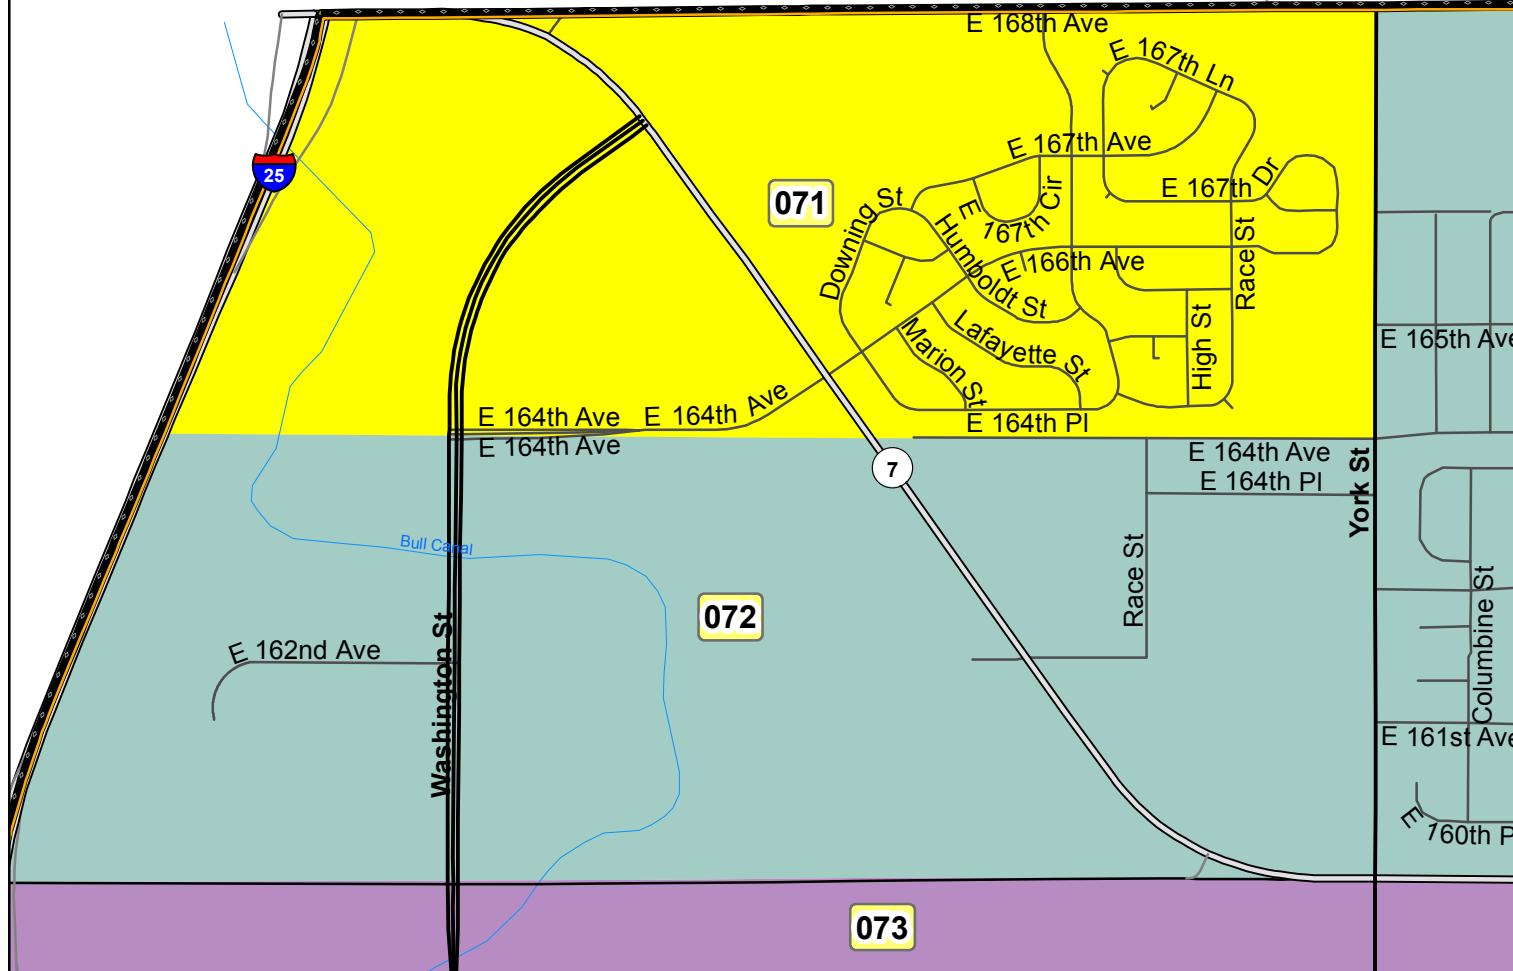 E 168th Ave
E 167th Ln
E 167th Ave
25
E 167th Dr
071
Downing St
E 167th Cir
Humboldt St
E 166th Ave
Race St
Lafayette St
Marion St
High St
E 165th Ave
E 164th Ave
E 164th Ave
E 164th Pl
E 164th Ave
E 164th Ave
7
E 164th Pl
York St
Bull Canal
Race St
072
Columbine St
E 162nd Ave
Washington St
E 161st Ave
E 160th P
073